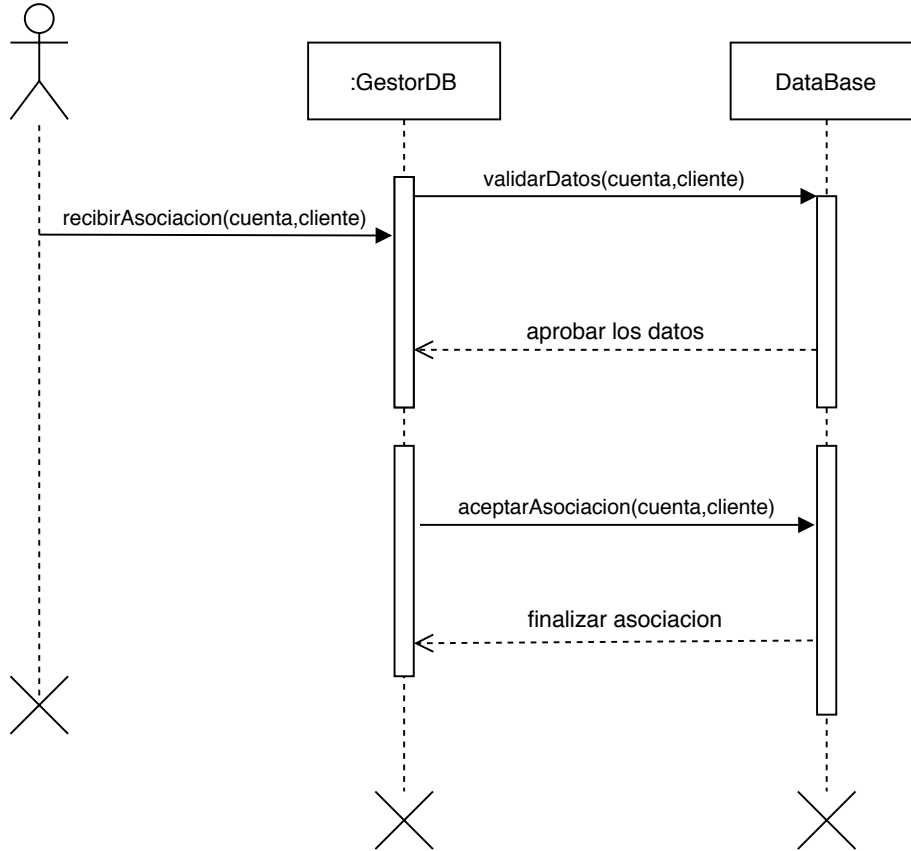 :GestorDB
DataBase
validarDatos(cuenta,cliente)
recibirAsociacion(cuenta,cliente)
aprobar los datos
aceptarAsociacion(cuenta,cliente)
finalizar asociacion